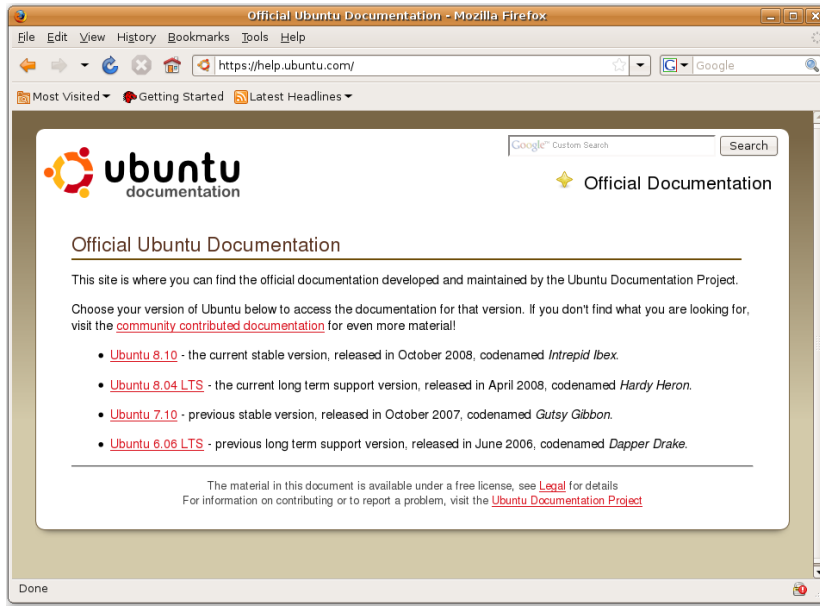 Official Ubuntu Documentation - Mozilla Firefox
File Edit View History Bookmarks Tools Help
https://help.ubuntu.com/ G Google
Most Visited Getting Started Latest Headlines
Google™ Custom Search Search
ubuntu
documentation
Official Documentation
Official Ubuntu Documentation
This site is where you can find the official documentation developed and maintained by the Ubuntu Documentation Project.
Choose your version of Ubuntu below to access the documentation for that version. If you don't find what you are looking for,
visit the community contributed documentation for even more material!
• Ubuntu 8.10 - the current stable version, released in October 2008, codenamed Intrepid Ibex.
• Ubuntu 8.04 LTS - the current long term support version, released in April 2008, codenamed Hardy Heron.
• Ubuntu 7.10 - previous stable version, released in October 2007, codenamed Gutsy Gibbon.
• Ubuntu 6.06 LTS - previous long term support version, released in June 2006, codenamed Dapper Drake.
The material in this document is available under a free license, see Legal for details
For information on contributing or to report a problem, visit the Ubuntu Documentation Project
Done